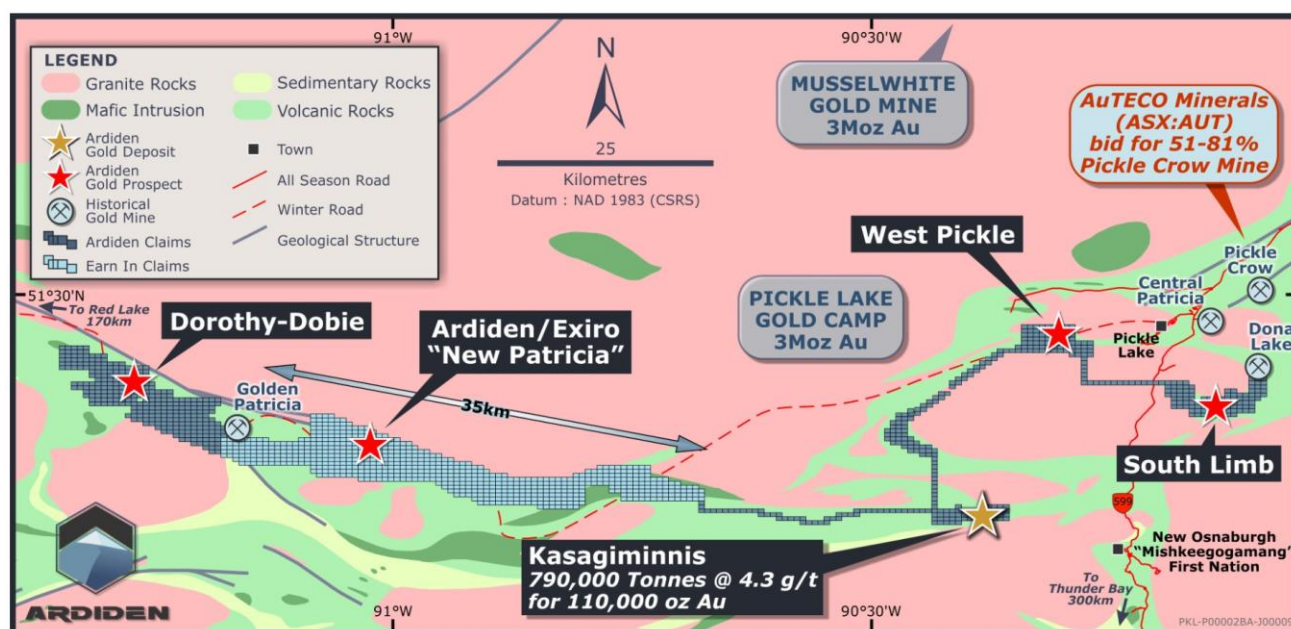 91°W
90°30'W
LEGEND
Granite Rocks
Mafic Intrusion
Ardiden
Gold Deposit
Ardiden
Gold Prospect
Historical
Gold Mine
Ardiden Claims
Earn In Claims
Sedimentary Rocks
Volcanic Rocks
Town
All Season Road
Winter Road
Geological Structure
N
25
Kilometres
Datum : NAD 1983 (CSRS)
MUSSELWHITE
GOLD MINE
3Moz Au
AuTECO Minerals
(ASX:AUT)
bid for 51-81%
Pickle Crow Mine
West Pickle
Pickle
Crow
Central
Patricia
51°30'N
To Red Lake
170km
Dorothy-Dobie
Ardiden/Exiro
“New Patricia”
PICKLE LAKE
GOLD CAMP
3Moz Au
Pickle
Lake
Dona
Lake
Golden
Patricia
35km
South Limb
599
Kasagiminnis
790,000 Tonnes @ 4.3 g/t
for 110,000 oz Au
New Osnaburgh
“Mishkeegogamang”
First Nation
To
Thunder Bay
300km
ARDIDEN
91°W
90°30'W
PKL-P00002BA-J00009